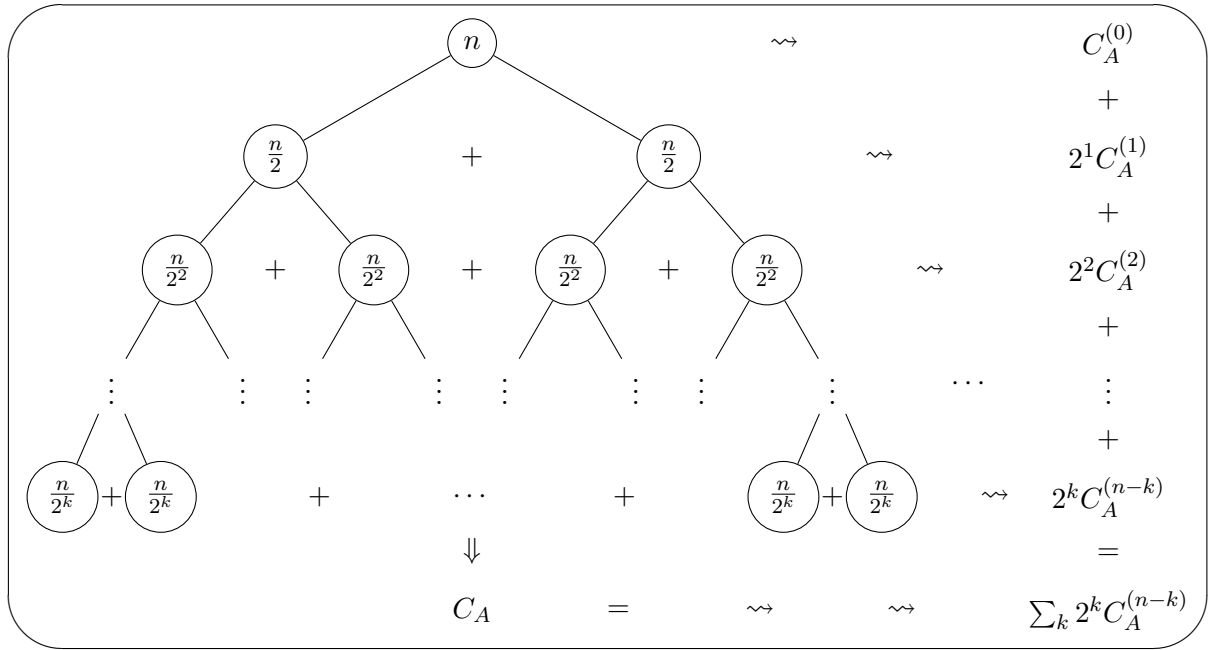 n ⇝ C_A^{(0)}
+
n/2 + n/2 ⇝ 2^1 C_A^{(1)}
+
n/2^2 + n/2^2 + n/2^2 + n/2^2 ⇝ 2^2 C_A^{(2)}
+
⋮ ⋮ ⋮ ⋮ ⋮ ⋮ ⋮ ⋮ ⋯ ⋮
+
n/2^k + n/2^k + ⋯ + n/2^k + n/2^k ⇝ 2^k C_A^{(n-k)}
⇓ =
C_A = ⇝ ⇝ ∑_k 2^k C_A^{(n-k)}